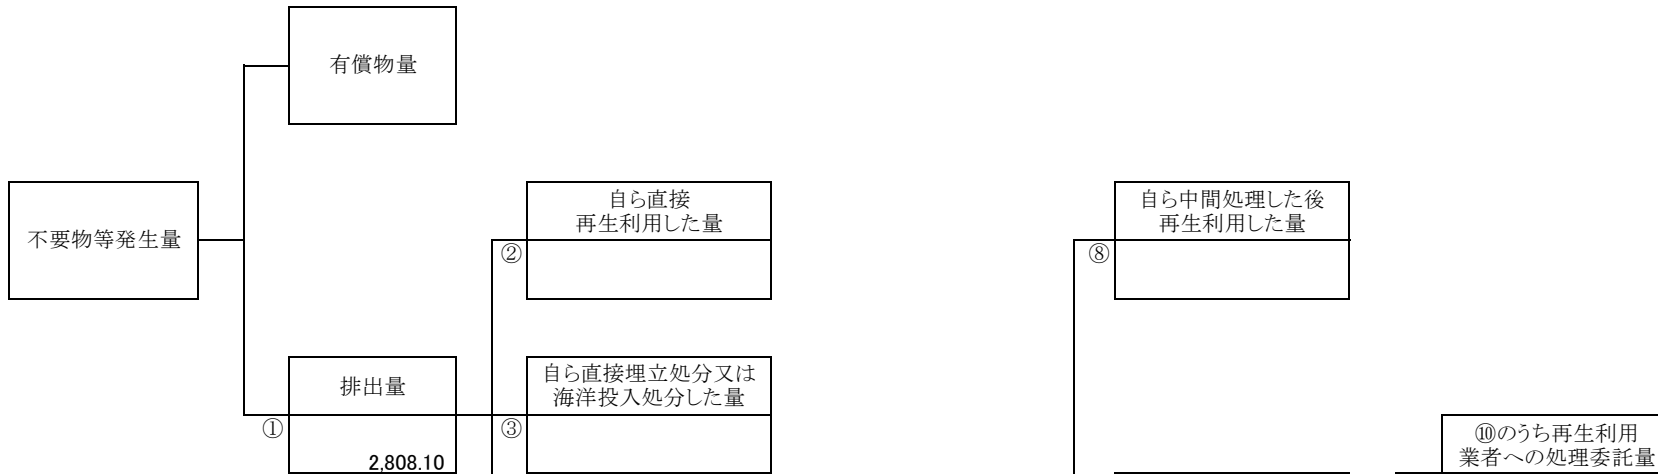 有償物量
不要物等発生量
自ら直接
再生利用した量
②
自ら中間処理した後
再生利用した量
⑧
排出量
①
2,808.10
自ら直接埋立処分又は
海洋投入処分した量
③
⑩のうち再生利用
業者への処理委託量